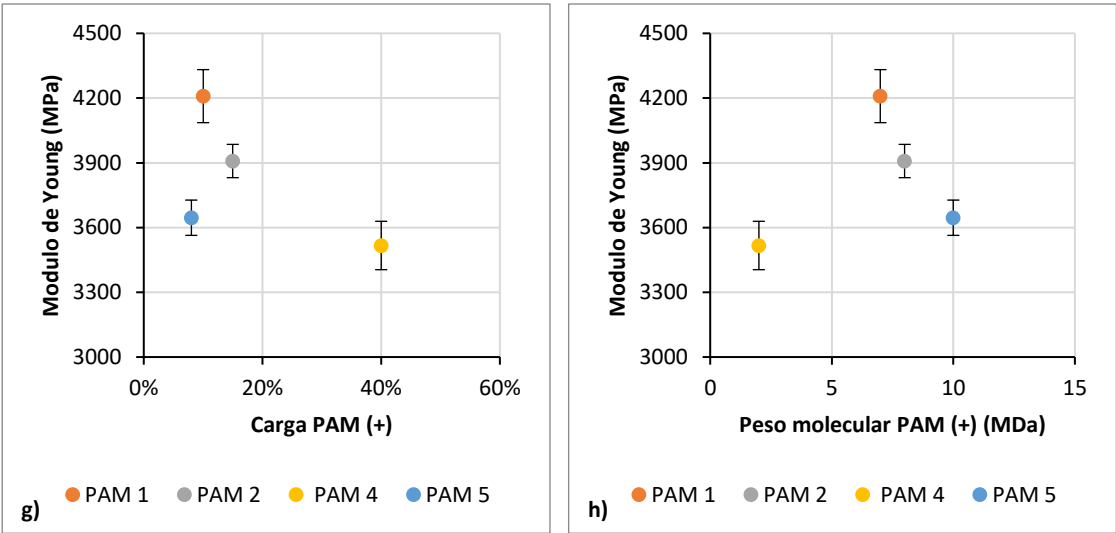 4500
4200
3900
3600
3300
3000
Modulo de Young (MPa)
0% 20% 40% 60%
Carga PAM (+)
PAM 1 PAM 2 PAM 4 PAM 5
g)
4500
4200
3900
3600
3300
3000
Modulo de Young (MPa)
0 5 10 15
Peso molecular PAM (+) (MDa)
PAM 1 PAM 2 PAM 4 PAM 5
h)